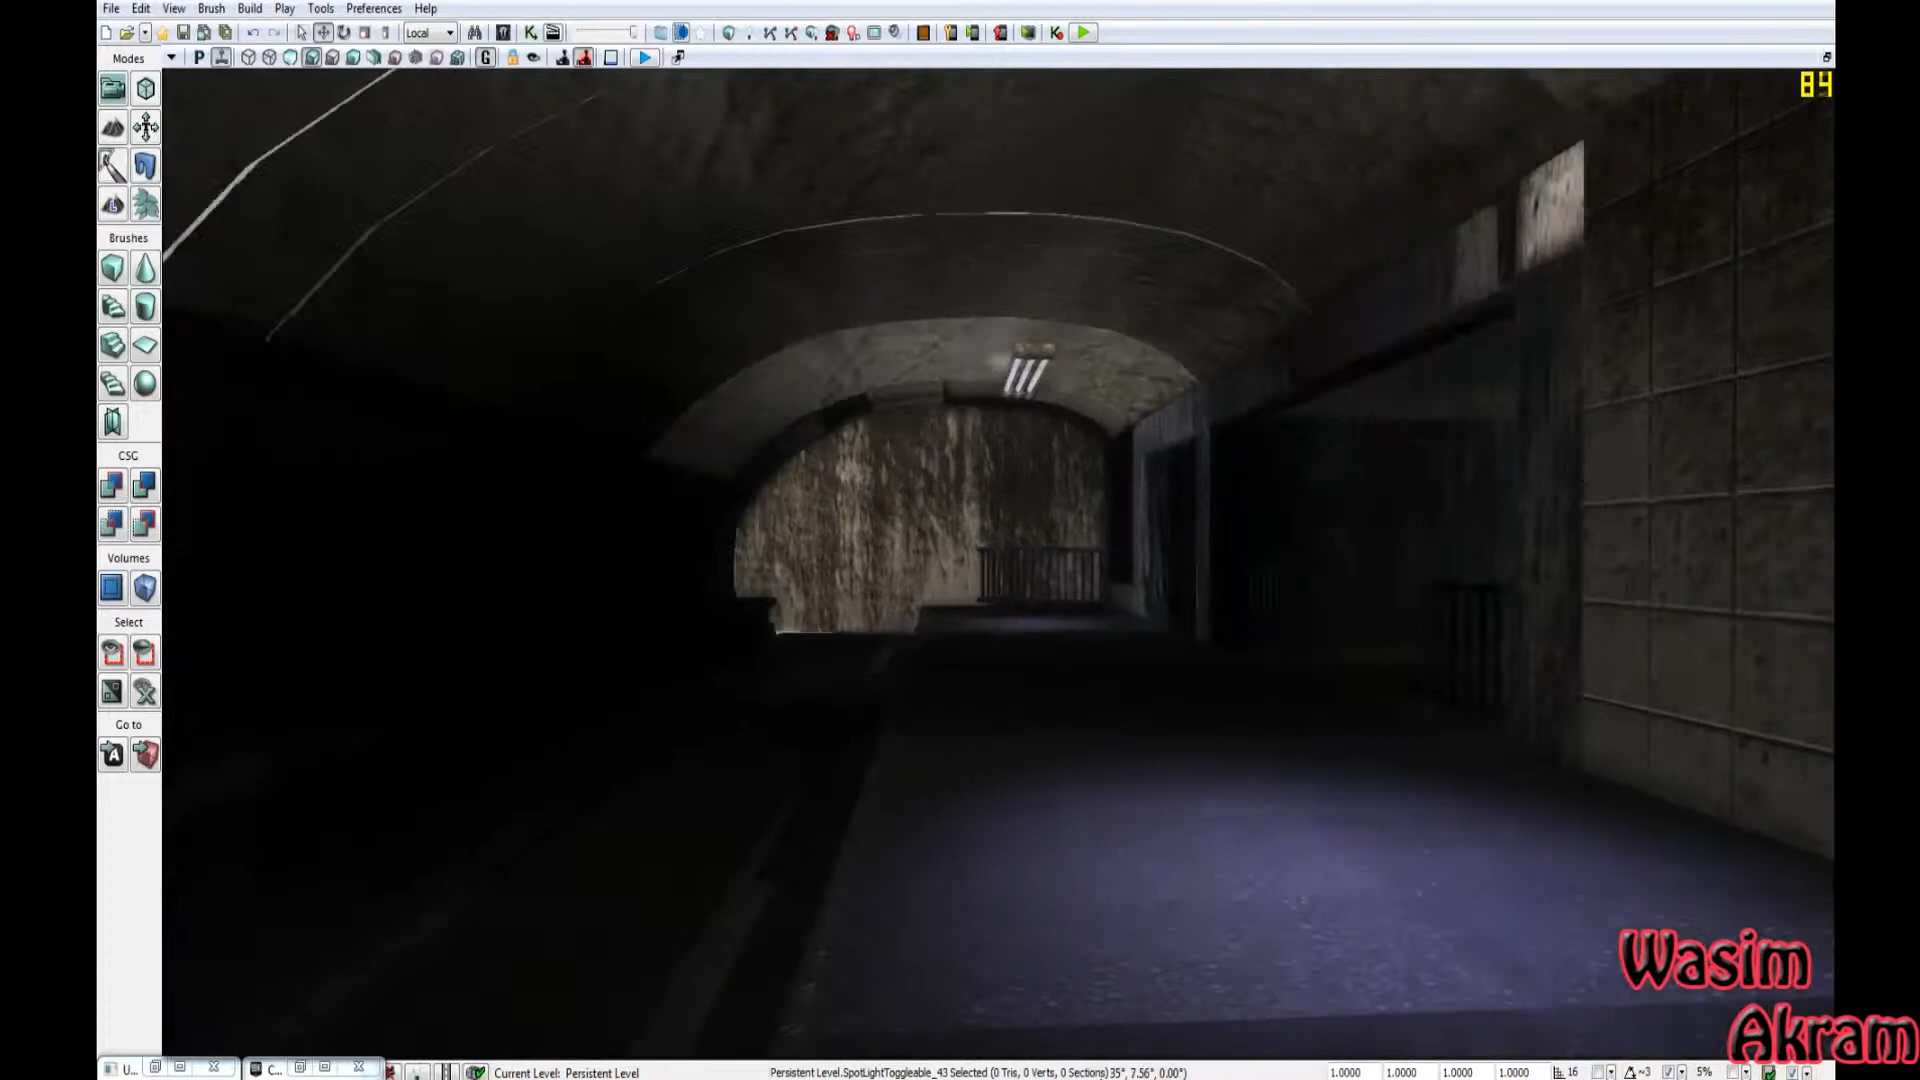 File Edit View Brush Build Play Tools Preferences Help
Local
Modes
P
G
84
Brushes
CSG
Volumes
Select
Go to
Wasim
Akram
U... C... Current Level: Persistent Level Persistent Level.SpotLightToggleable_43 Selected (0 Tris, 0 Verts, 0 Sections) 35°, 7.56°, 0.00°) 1.0000 1.0000 1.0000 1.0000 16 ~3 5%